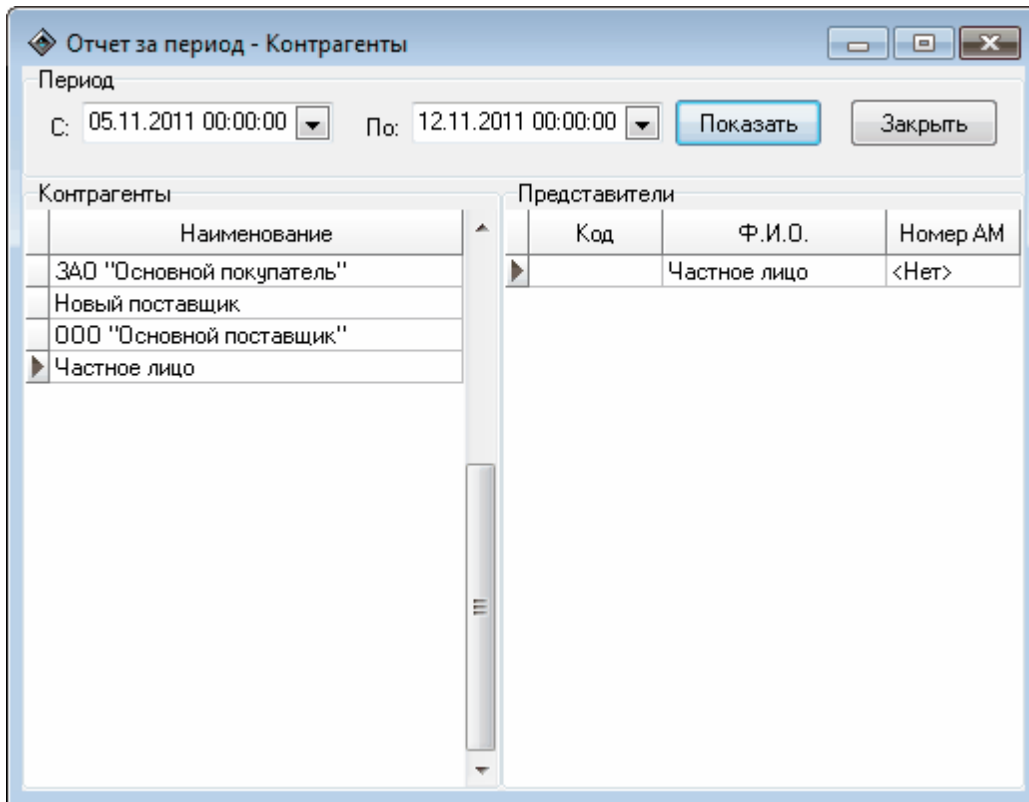 Отчет за период - Контрагенты
Период
С: 05.11.2011 00:00:00 По: 12.11.2011 00:00:00 Показать Закрыть
Контрагенты
Наименование
ЗАО "Основной покупатель"
Новый поставщик
ООО "Основной поставщик"
Частное лицо
Представители
Код Ф.И.О. Номер АМ
Частное лицо <Нет>